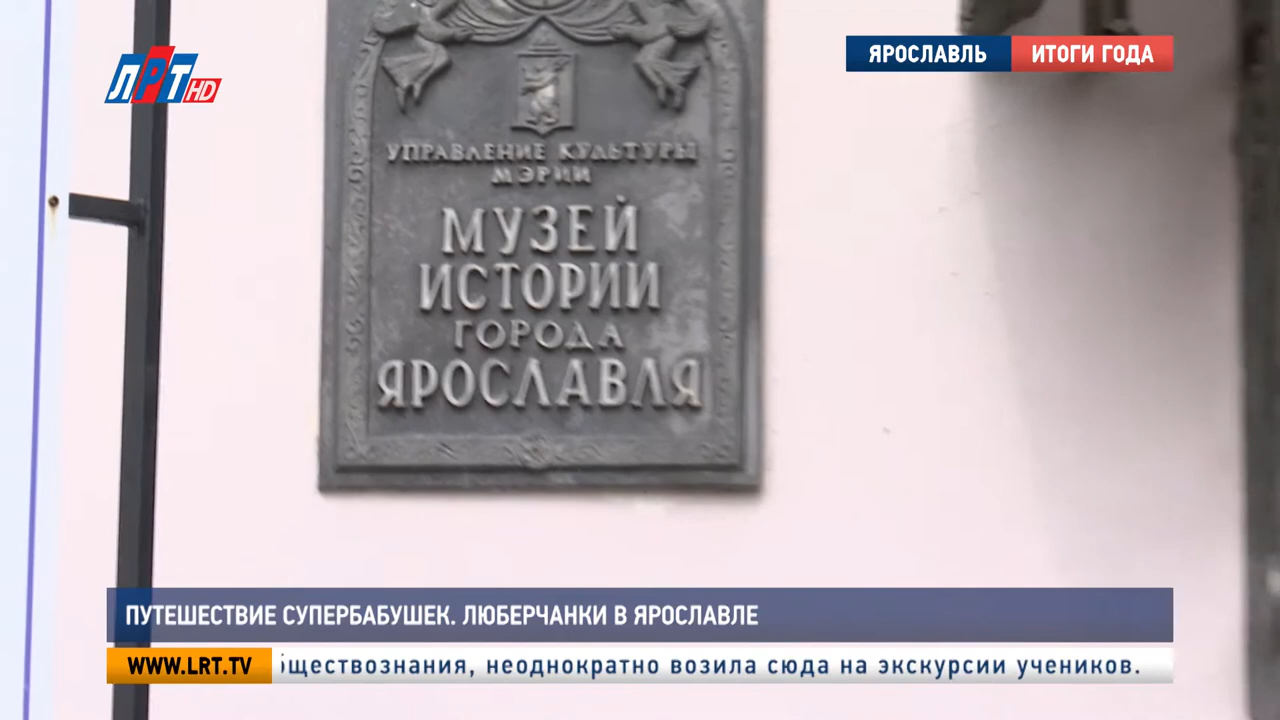 ЛРТ HD
ЯРОСЛАВЛЬ ИТОГИ ГОДА
УПРАВЛЕНИЕ КУЛЬТУРЫ
МЭРИИ
МУЗЕЙ
ИСТОРИИ
ГОРОДА
ЯРОСЛАВЛЯ
ПУТЕШЕСТВИЕ СУПЕРБАБУШЕК. ЛЮБЕРЧАНКИ В ЯРОСЛАВЛЕ
WWW.LRT.TV бществознания, неоднократно возила сюда на экскурсии учеников.